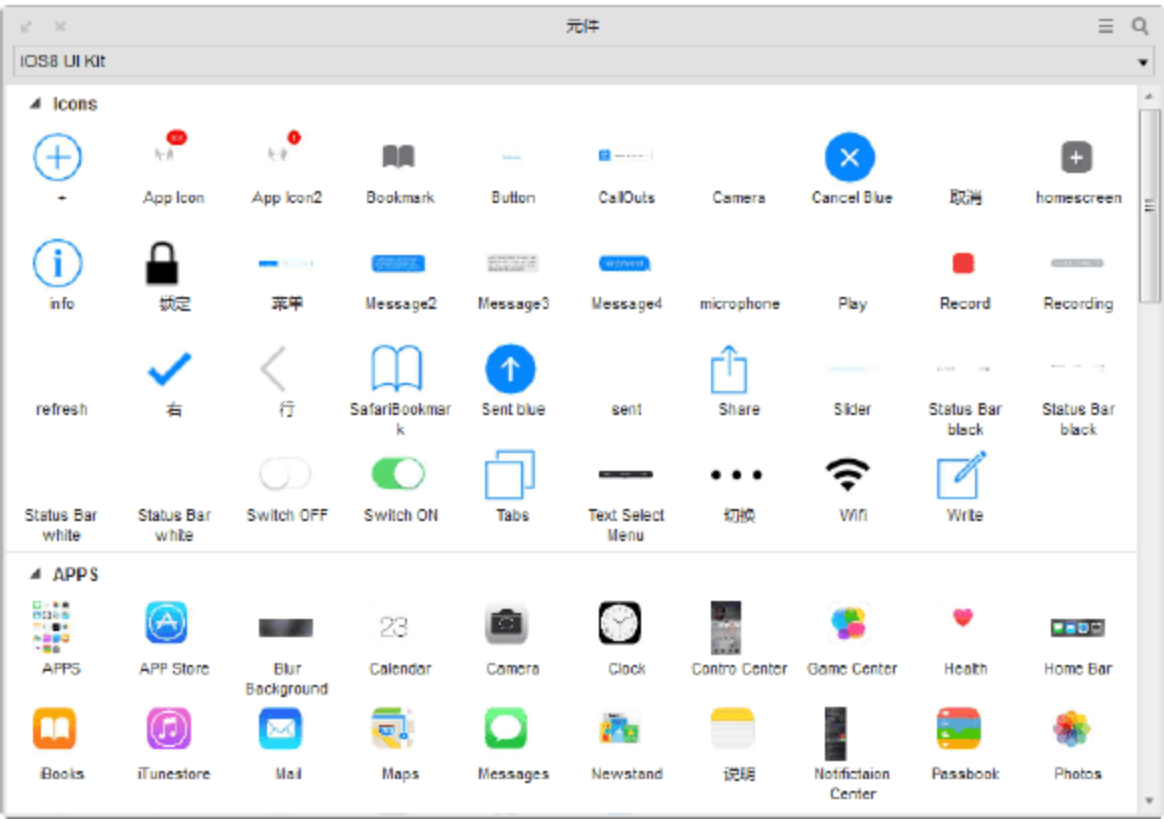 元件
iOS8 UI Kit
Icons
+
App Icon
App Icon2
Bookmark
Button
CallOuts
Camera
Cancel Blue
取消
homescreen
info
锁定
菜单
Message2
Message3
Message4
microphone
Play
Record
Recording
refresh
右
行
SafariBookmar
k
Sent blue
sent
Share
Slider
Status Bar
black
Status Bar
black
Status Bar
white
Status Bar
white
Switch OFF
Switch ON
Tabs
Text Select
Menu
切换
Wifi
Write
APPS
APPS
APP Store
Blur
Background
23
Calendar
Camera
Clock
Contro Center
Game Center
Health
Home Bar
iBooks
iTunestore
Mail
Maps
Messages
Newstand
说明
Notifictaion
Center
Passbook
Photos